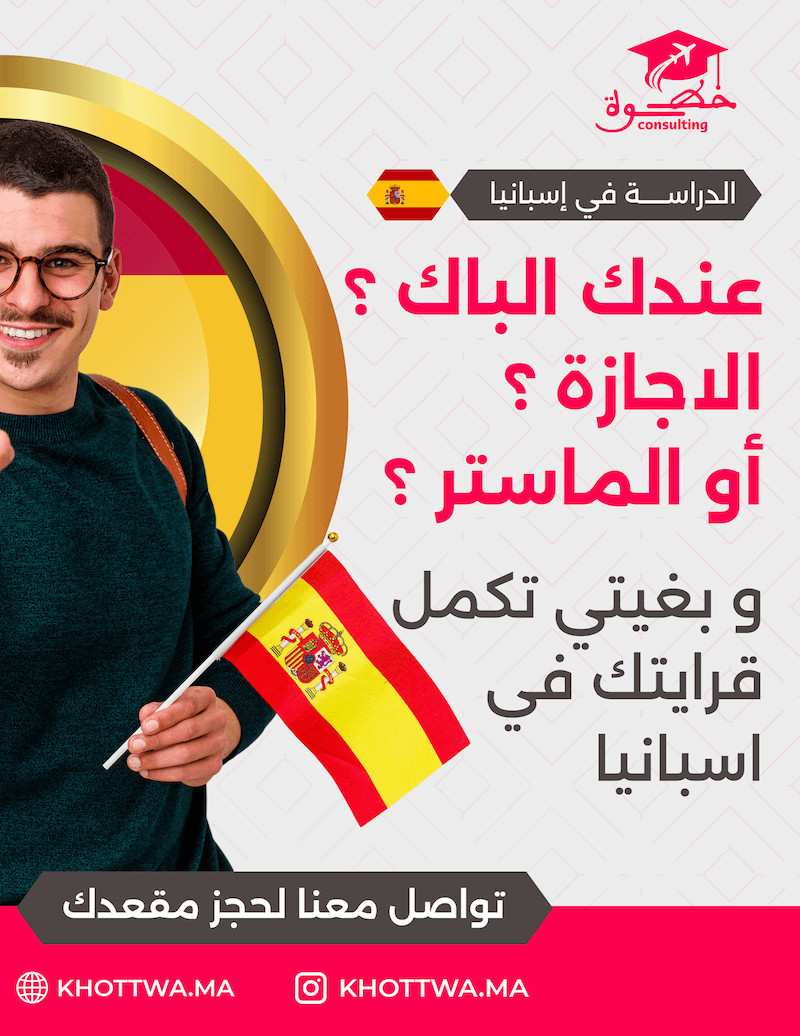 خطوة
consulting
الدراســـة في إسبانيا
عندك الباك ؟
الاجازة ؟
أو الماستر ؟
و بغيتي تكمل
قرايتك في
اسبانيا
تواصل معنا لحجز مقعدك
KHOTTWA.MA
KHOTTWA.MA